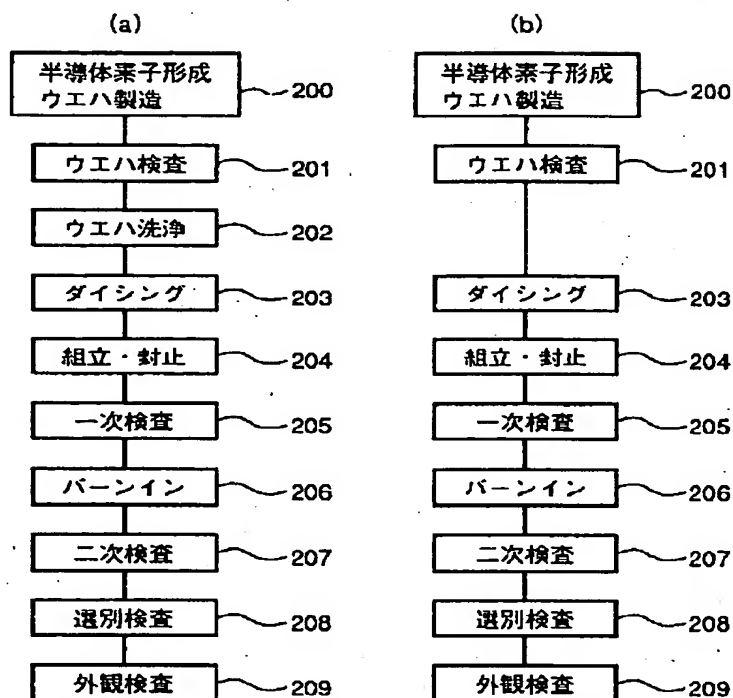 (a)
半導体素子形成
ウエハ製造
200
ウエハ検査
201
ウエハ洗浄
202
ダイシング
203
組立・封止
204
一次検査
205
バーンイン
206
二次検査
207
選別検査
208
外観検査
209
(b)
半導体素子形成
ウエハ製造
200
ウエハ検査
201
ダイシング
203
組立・封止
204
一次検査
205
バーンイン
206
二次検査
207
選別検査
208
外観検査
209